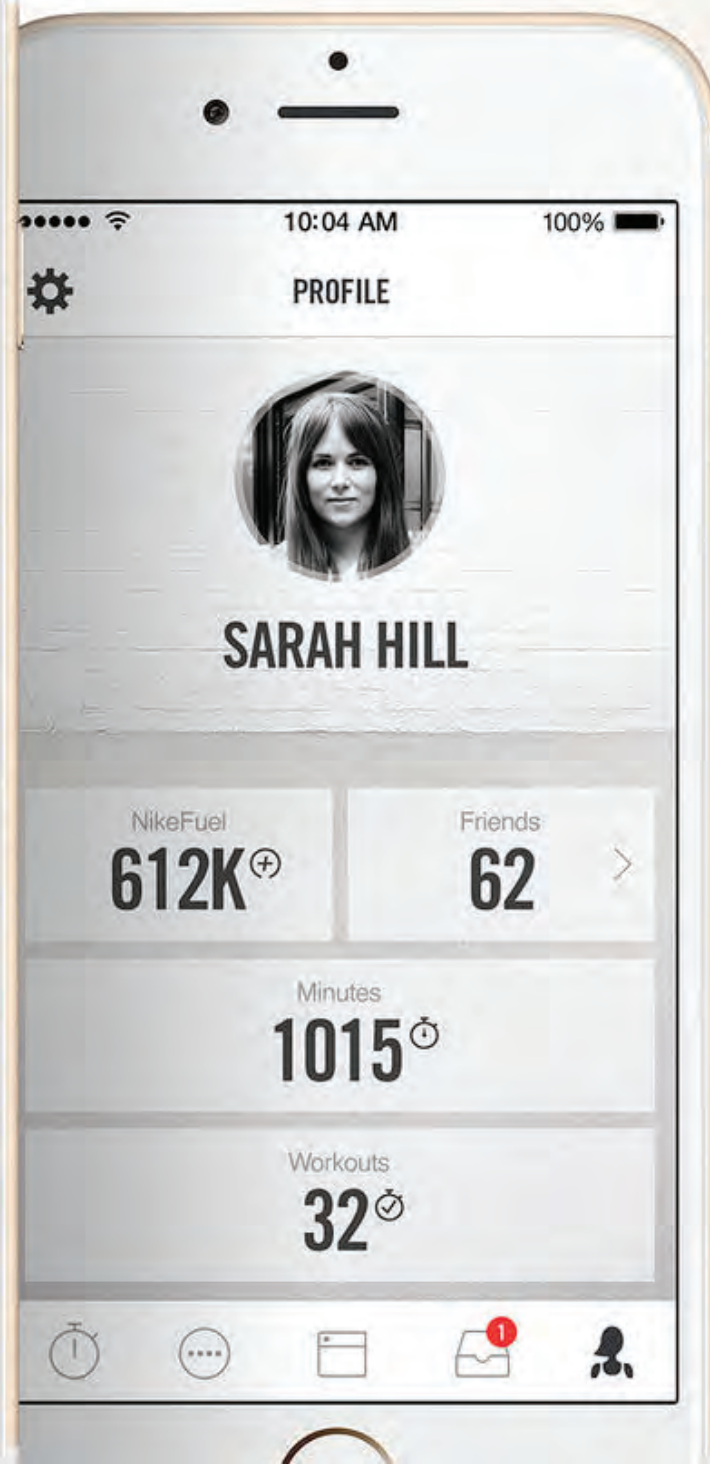 10:04 AM 100%
PROFILE
SARAH HILL
NikeFuel Friends
612K 62
Minutes
1015
Workouts
32
1